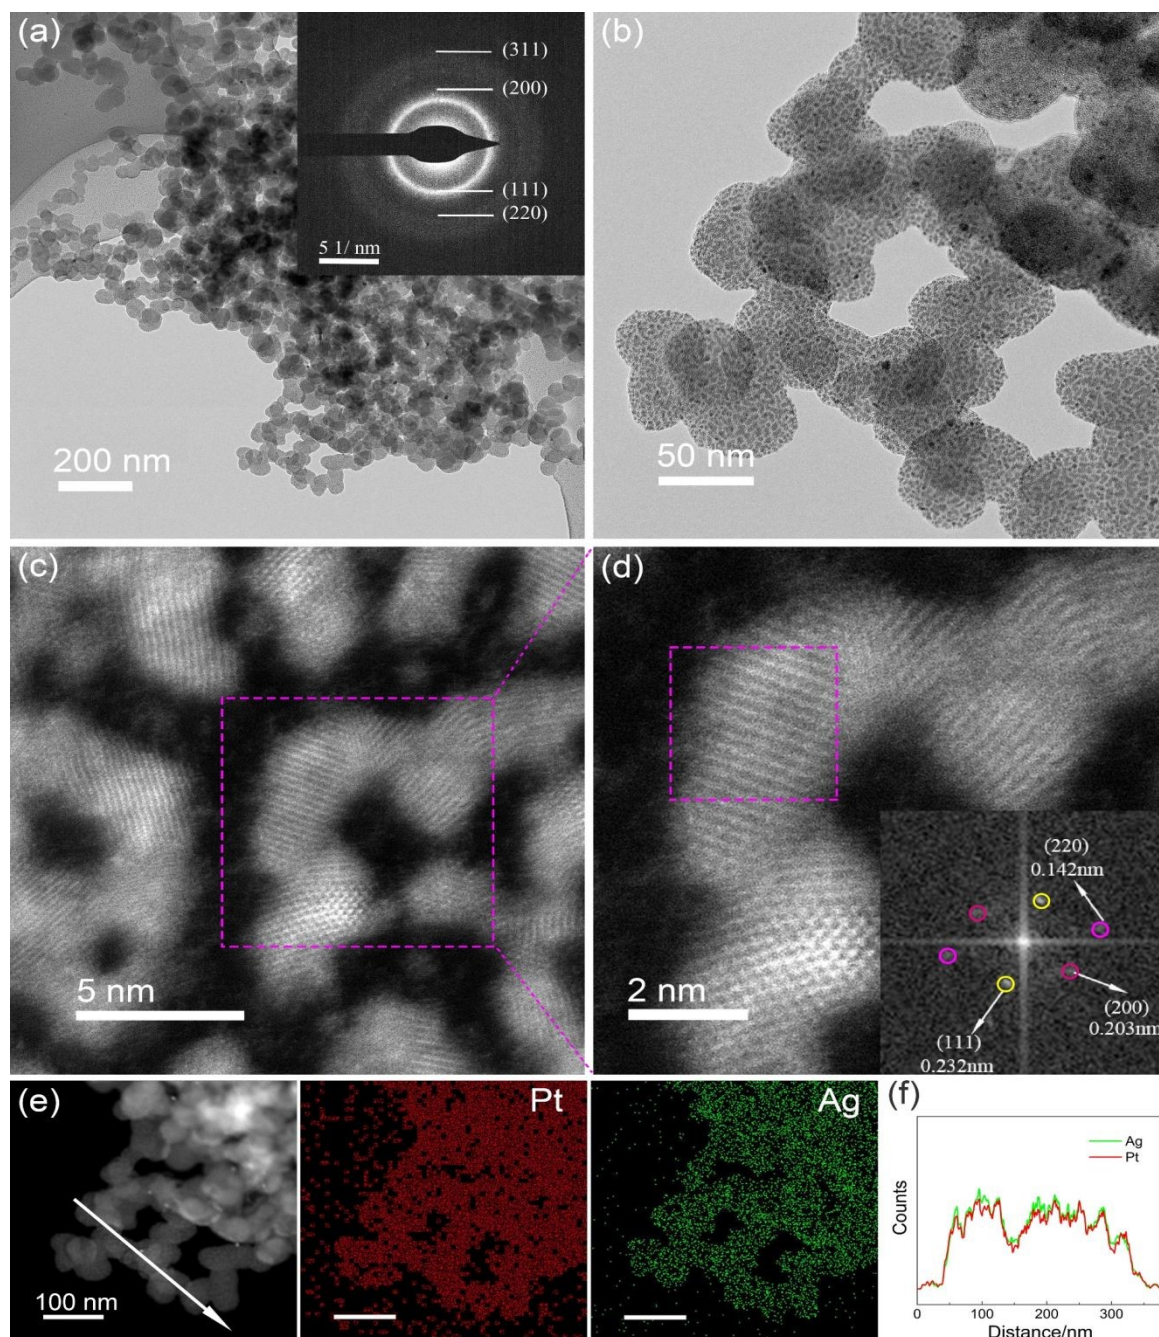 (a)
(311)
(200)
(111)
(220)
5 1/ nm
200 nm
(b)
50 nm
(c)
5 nm
(d)
(220)
0.142nm
(200)
0.203nm
(111)
0.232nm
2 nm
(e)
100 nm
Pt
Ag
(f)
Ag
Pt
Counts
0 100 200 300
Distance/nm